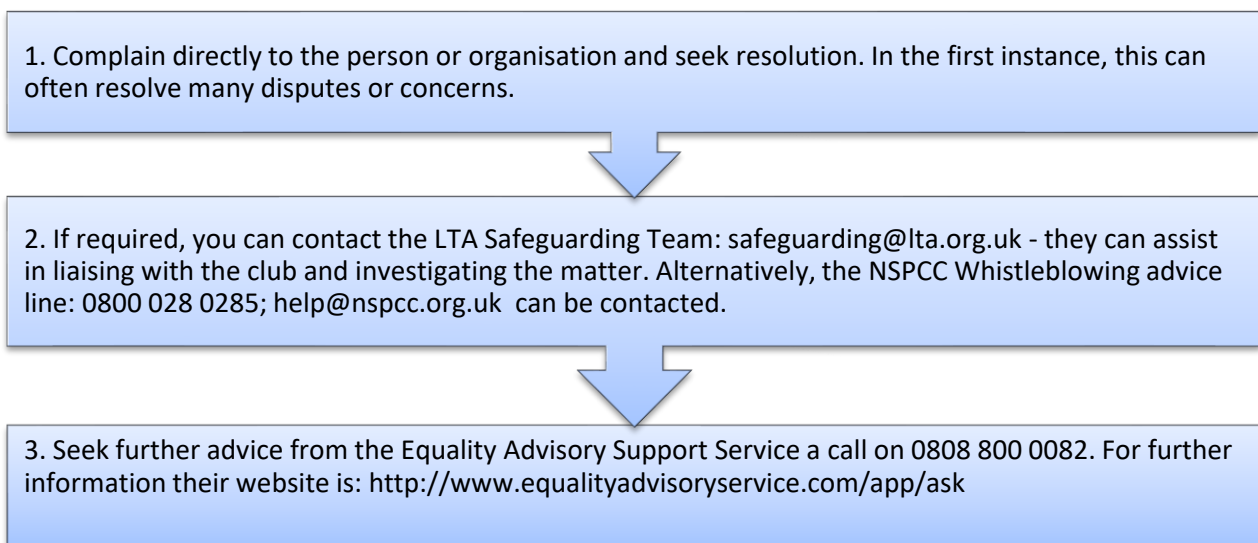 1. Complain directly to the person or organisation and seek resolution. In the first instance, this can
often resolve many disputes or concerns.
2. If required, you can contact the LTA Safeguarding Team: safeguarding@lta.org.uk - they can assist
in liaising with the club and investigating the matter. Alternatively, the NSPCC Whistleblowing advice
line: 0800 028 0285; help@nspcc.org.uk  can be contacted.
3. Seek further advice from the Equality Advisory Support Service a call on 0808 800 0082. For further
information their website is: http://www.equalityadvisoryservice.com/app/ask